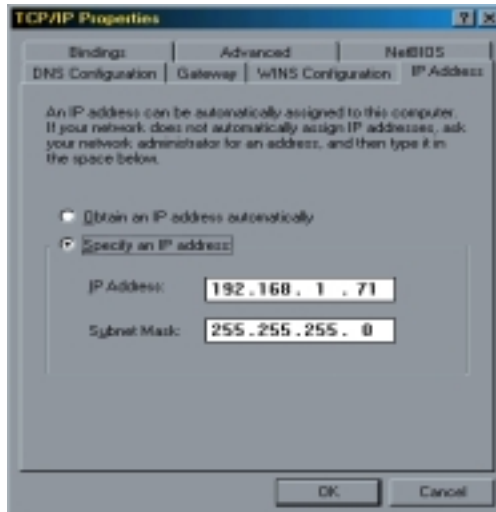 TCP/IP Properties
Bindings Advanced NetBIOS
DNS Configuration Gateway WINS Configuration IP Address
An IP address can be automatically assigned to this computer.
If your network does not automatically assign IP addresses, ask
your network administrator for an address, and then type it in
the space below.
Obtain an IP address automatically
Specify an IP address:
IP Address:
192.168. 1 .71
Subnet Mask:
255.255.255. 0
OK
Cancel